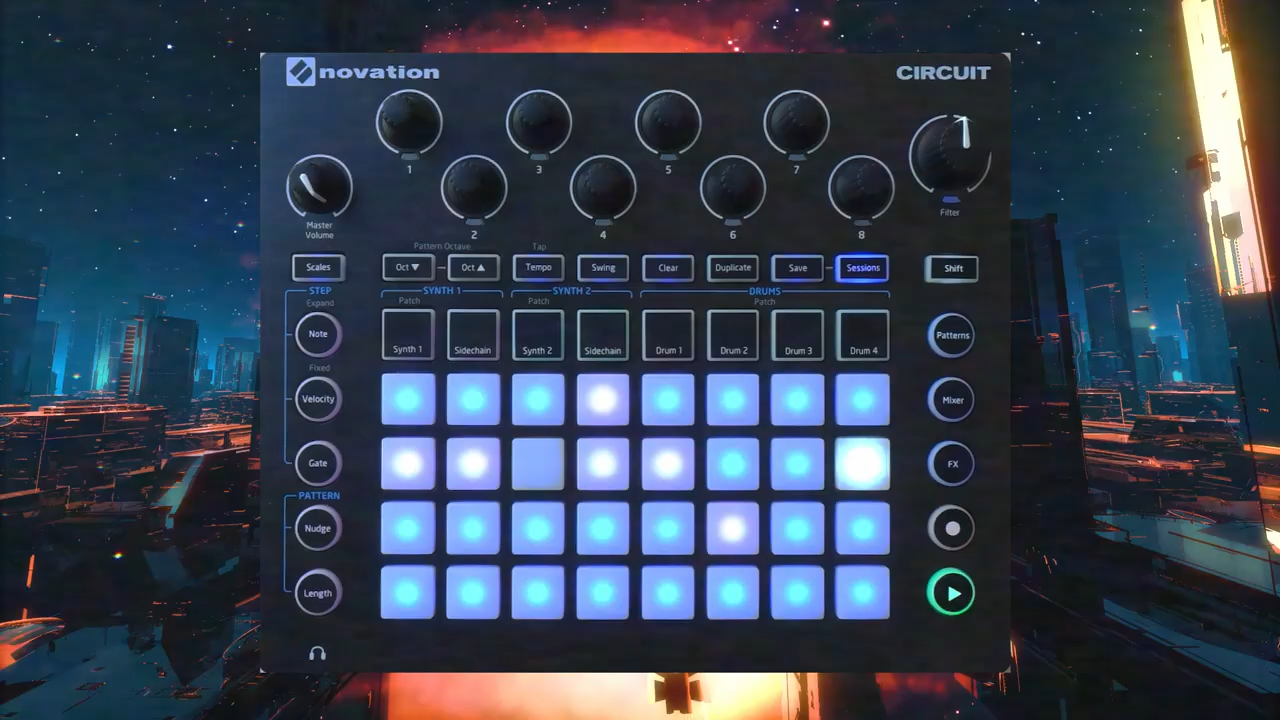 novation
CIRCUIT
1
3
5
7
2
4
6
8
Master
Volume
Filter
Pattern Octave
Tap
Scales
Oct ▼
Oct ▲
Tempo
Swing
Clear
Duplicate
Save
Sessions
Shift
STEP
SYNTH 1
SYNTH 2
DRUMS
Expand
Patch
Patch
Patch
Note
Synth 1
Sidechain
Synth 2
Sidechain
Drum 1
Drum 2
Drum 3
Drum 4
Patterns
Fixed
Velocity
Mixer
Gate
FX
PATTERN
Nudge
Length